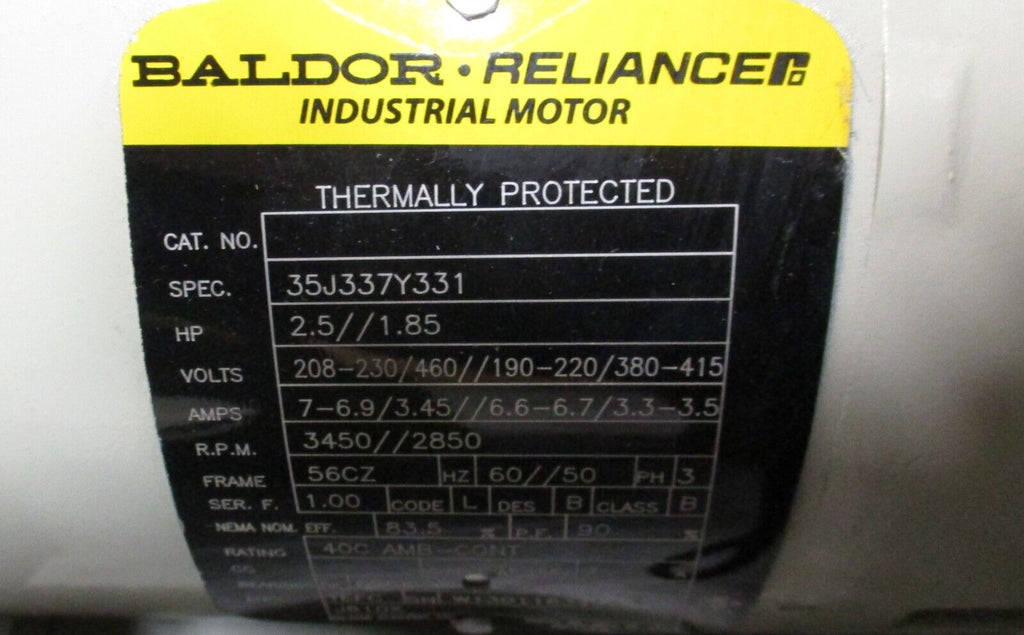 BALDOR • RELIANCE
INDUSTRIAL MOTOR
THERMALLY PROTECTED
CAT. NO.
SPEC. 35J337Y331
HP 2.5//1.85
VOLTS 208-230/460//190-220/380-415
AMPS 7-6.9/3.45//6.6-6.7/3.3-3.5
R.P.M. 3450//2850
FRAME 56CZ HZ 60//50 PH 3
SER. F. 1.00 CODE L DES B CLASS B
NEMA NOM. EFF. 83.5 % P.F. 90 %
RATING 40C AMB-CONT
CC
SN